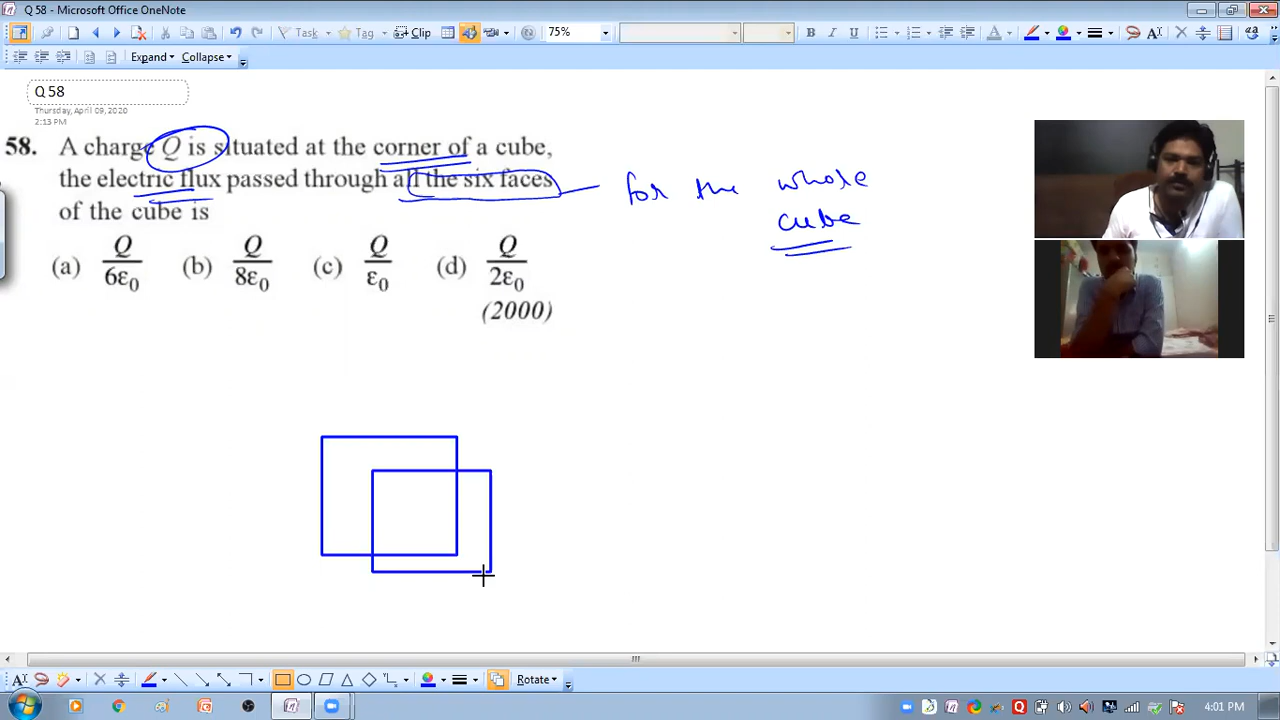 Q 58 - Microsoft Office OneNote
Task
Tag
Clip
75%
B I U
A
Expand
Collapse
Q 58
Thursday, April 09, 2020
2:13 PM
58. A charge Q is situated at the corner of a cube,
the electric flux passed through all the six faces
of the cube is
for the whole
cube
(a) Q/6ε₀ (b) Q/8ε₀ (c) Q/ε₀ (d) Q/2ε₀
(2000)
Rotate
4:01 PM